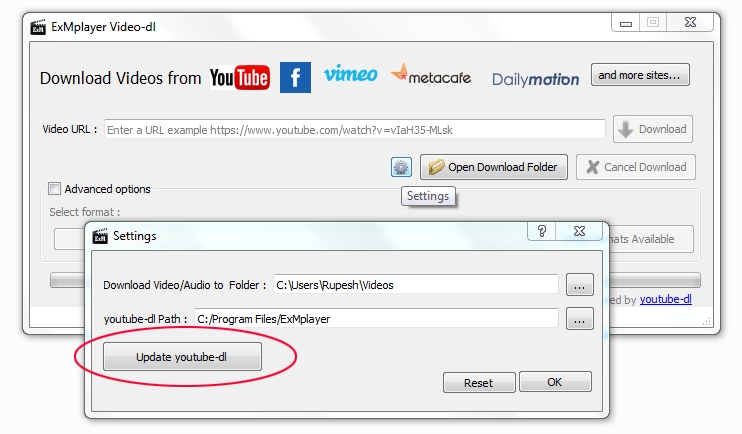 ExMplayer Video-dl
Download Videos from YouTube f vimeo metacafe Dailymotion and more sites...
Video URL : Enter a URL example https://www.youtube.com/watch?v=vIaH35-MLsk Download
Open Download Folder Cancel Download
Settings
Advanced options
Select format :
Settings
mats Available
Download Video/Audio to Folder : C:\Users\Rupesh\Videos ...
ed by youtube-dl
youtube-dl Path : C:/Program Files/ExMplayer ...
Update youtube-dl
Reset OK